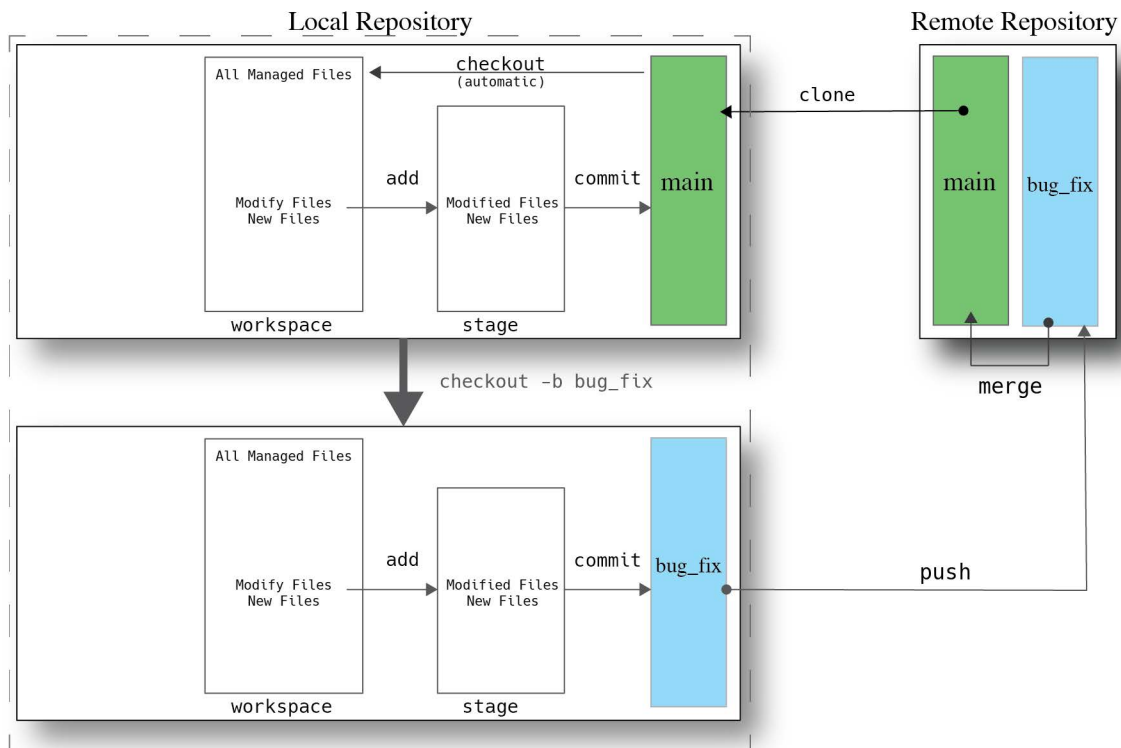 Local Repository
Remote Repository
All Managed Files
checkout
(automatic)
clone
add
commit
main
main
bug_fix
Modify Files
New Files
Modified Files
New Files
workspace
stage
merge
checkout -b bug_fix
All Managed Files
add
commit
bug_fix
push
Modify Files
New Files
Modified Files
New Files
workspace
stage